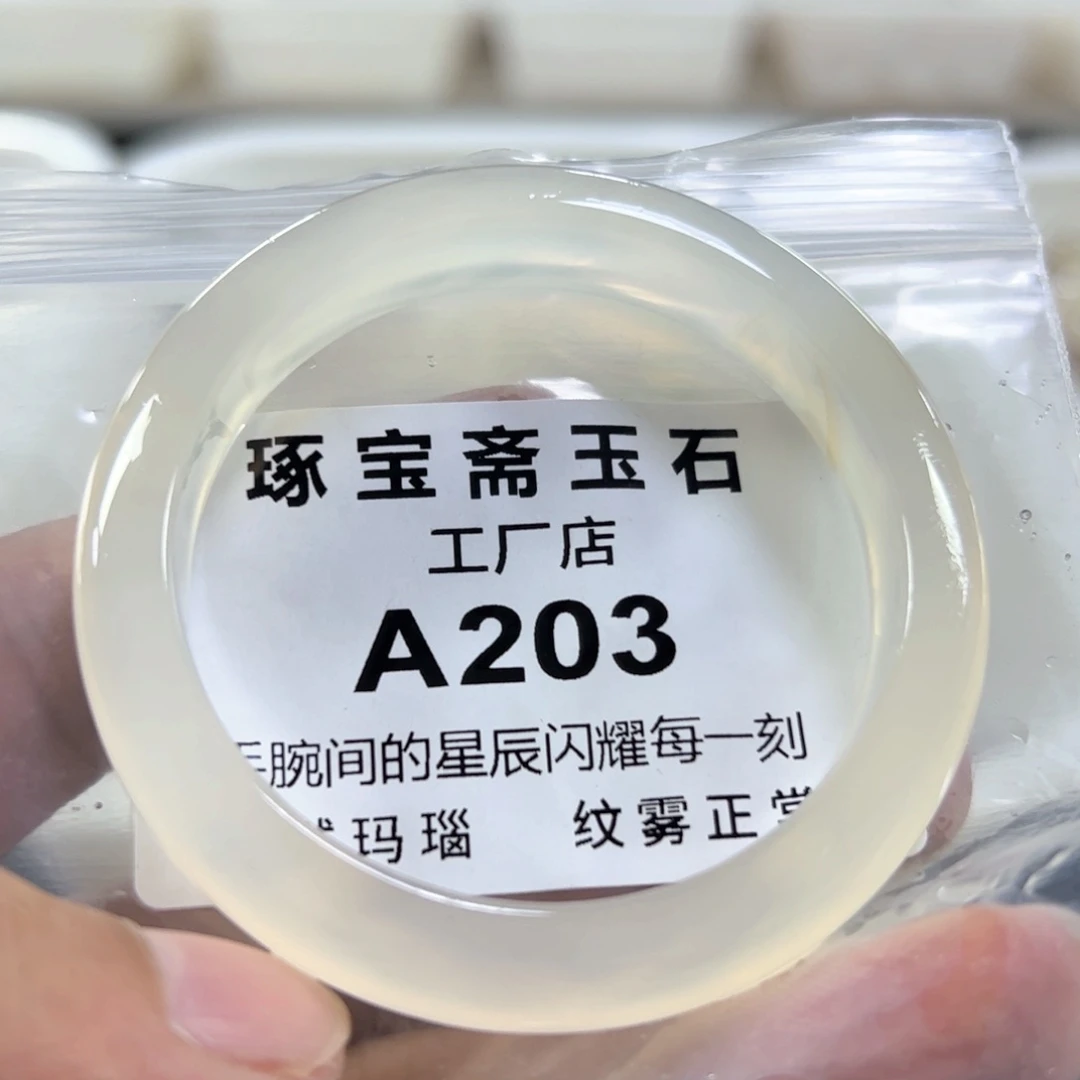 琢宝斋玉石
工厂店
A203
腕间的星辰闪耀每一刻
玛瑙 纹雾正常